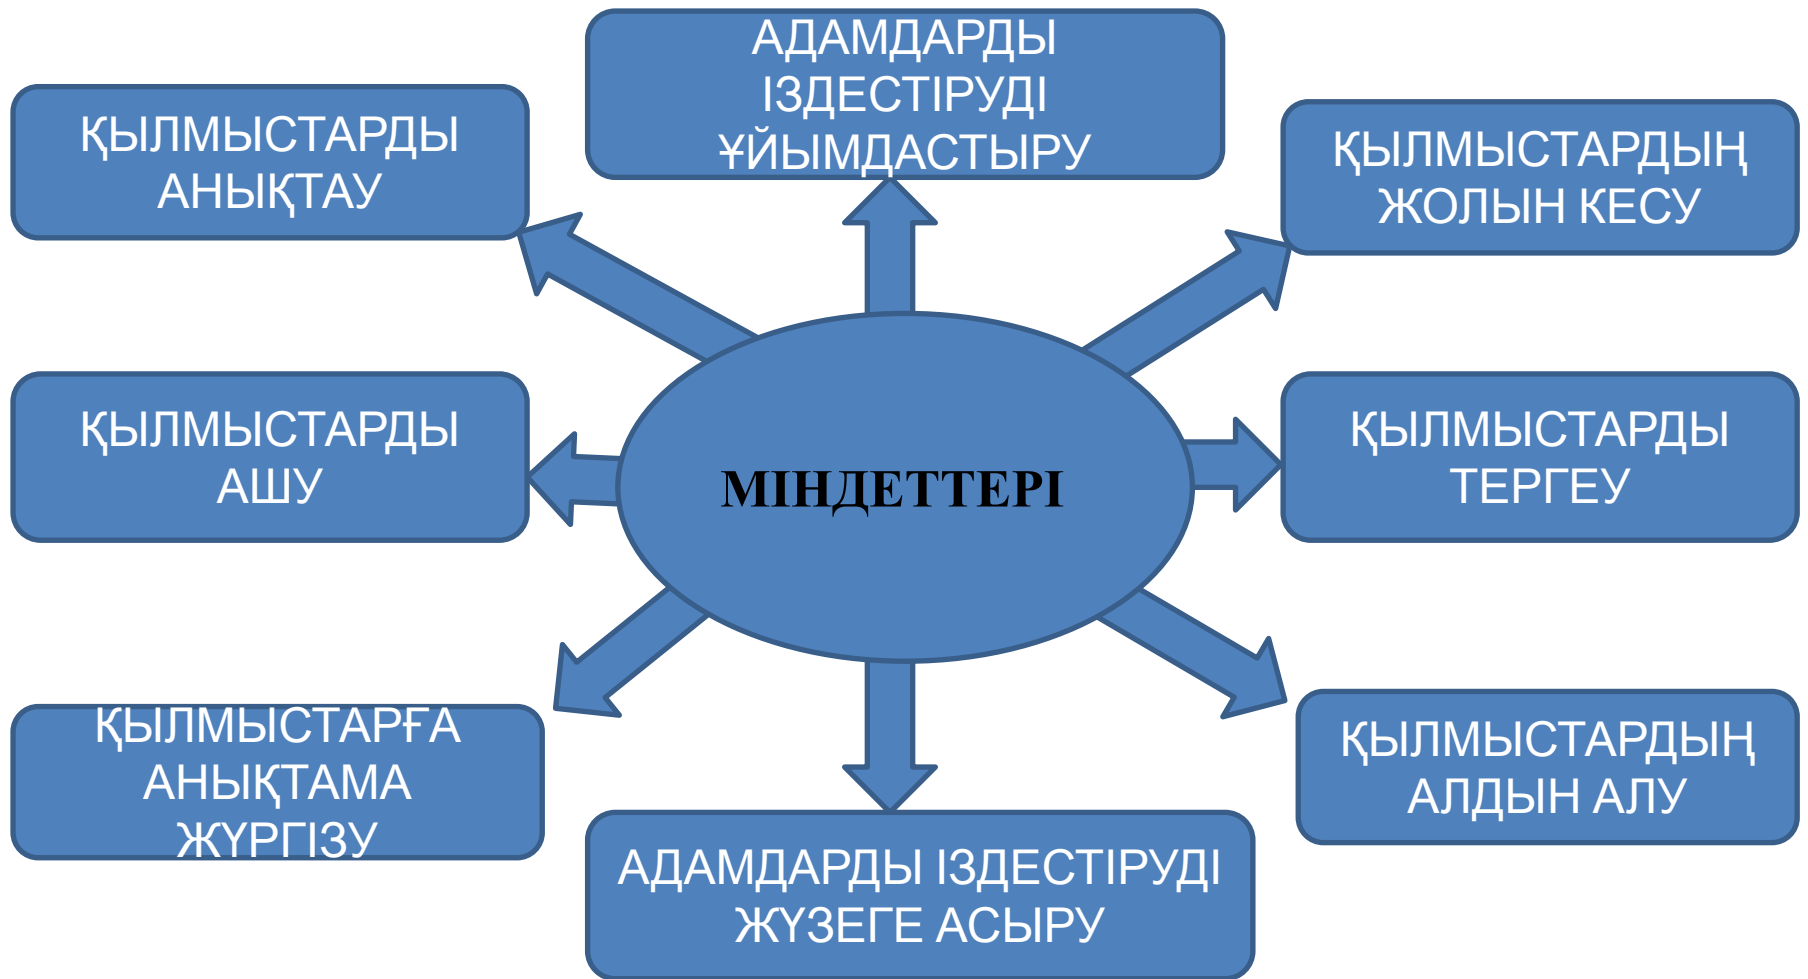 АДАМДАРДЫ
ІЗДЕСТІРУДІ
ҰЙЫМДАСТЫРУ
ҚЫЛМЫСТАРДЫ
АНЫҚТАУ
ҚЫЛМЫСТАРДЫҢ
ЖОЛЫН КЕСУ
ҚЫЛМЫСТАРДЫ
АШУ
МІНДЕТТЕРІ
ҚЫЛМЫСТАРДЫ
ТЕРГЕУ
ҚЫЛМЫСТАРҒА
АНЫҚТАМА
ЖҮРГІЗУ
ҚЫЛМЫСТАРДЫҢ
АЛДЫН АЛУ
АДАМДАРДЫ ІЗДЕСТІРУДІ
ЖҮЗЕГЕ АСЫРУ